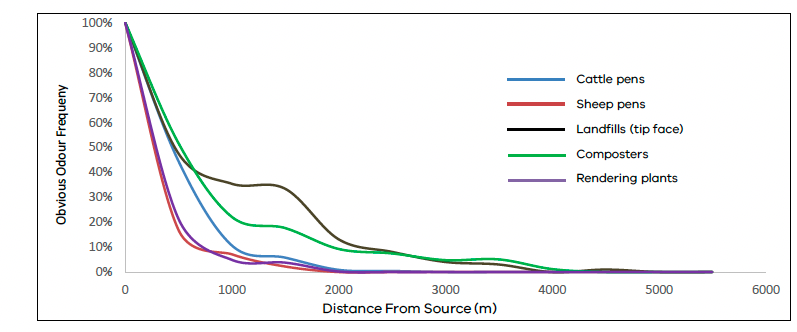 100%
90%
80%
70%
60%
50%
40%
30%
20%
10%
0%
Obvious Odour Frequeny
Cattle pens
Sheep pens
Landfills (tip face)
Composters
Rendering plants
0 1000 2000 3000 4000 5000 6000
Distance From Source (m)